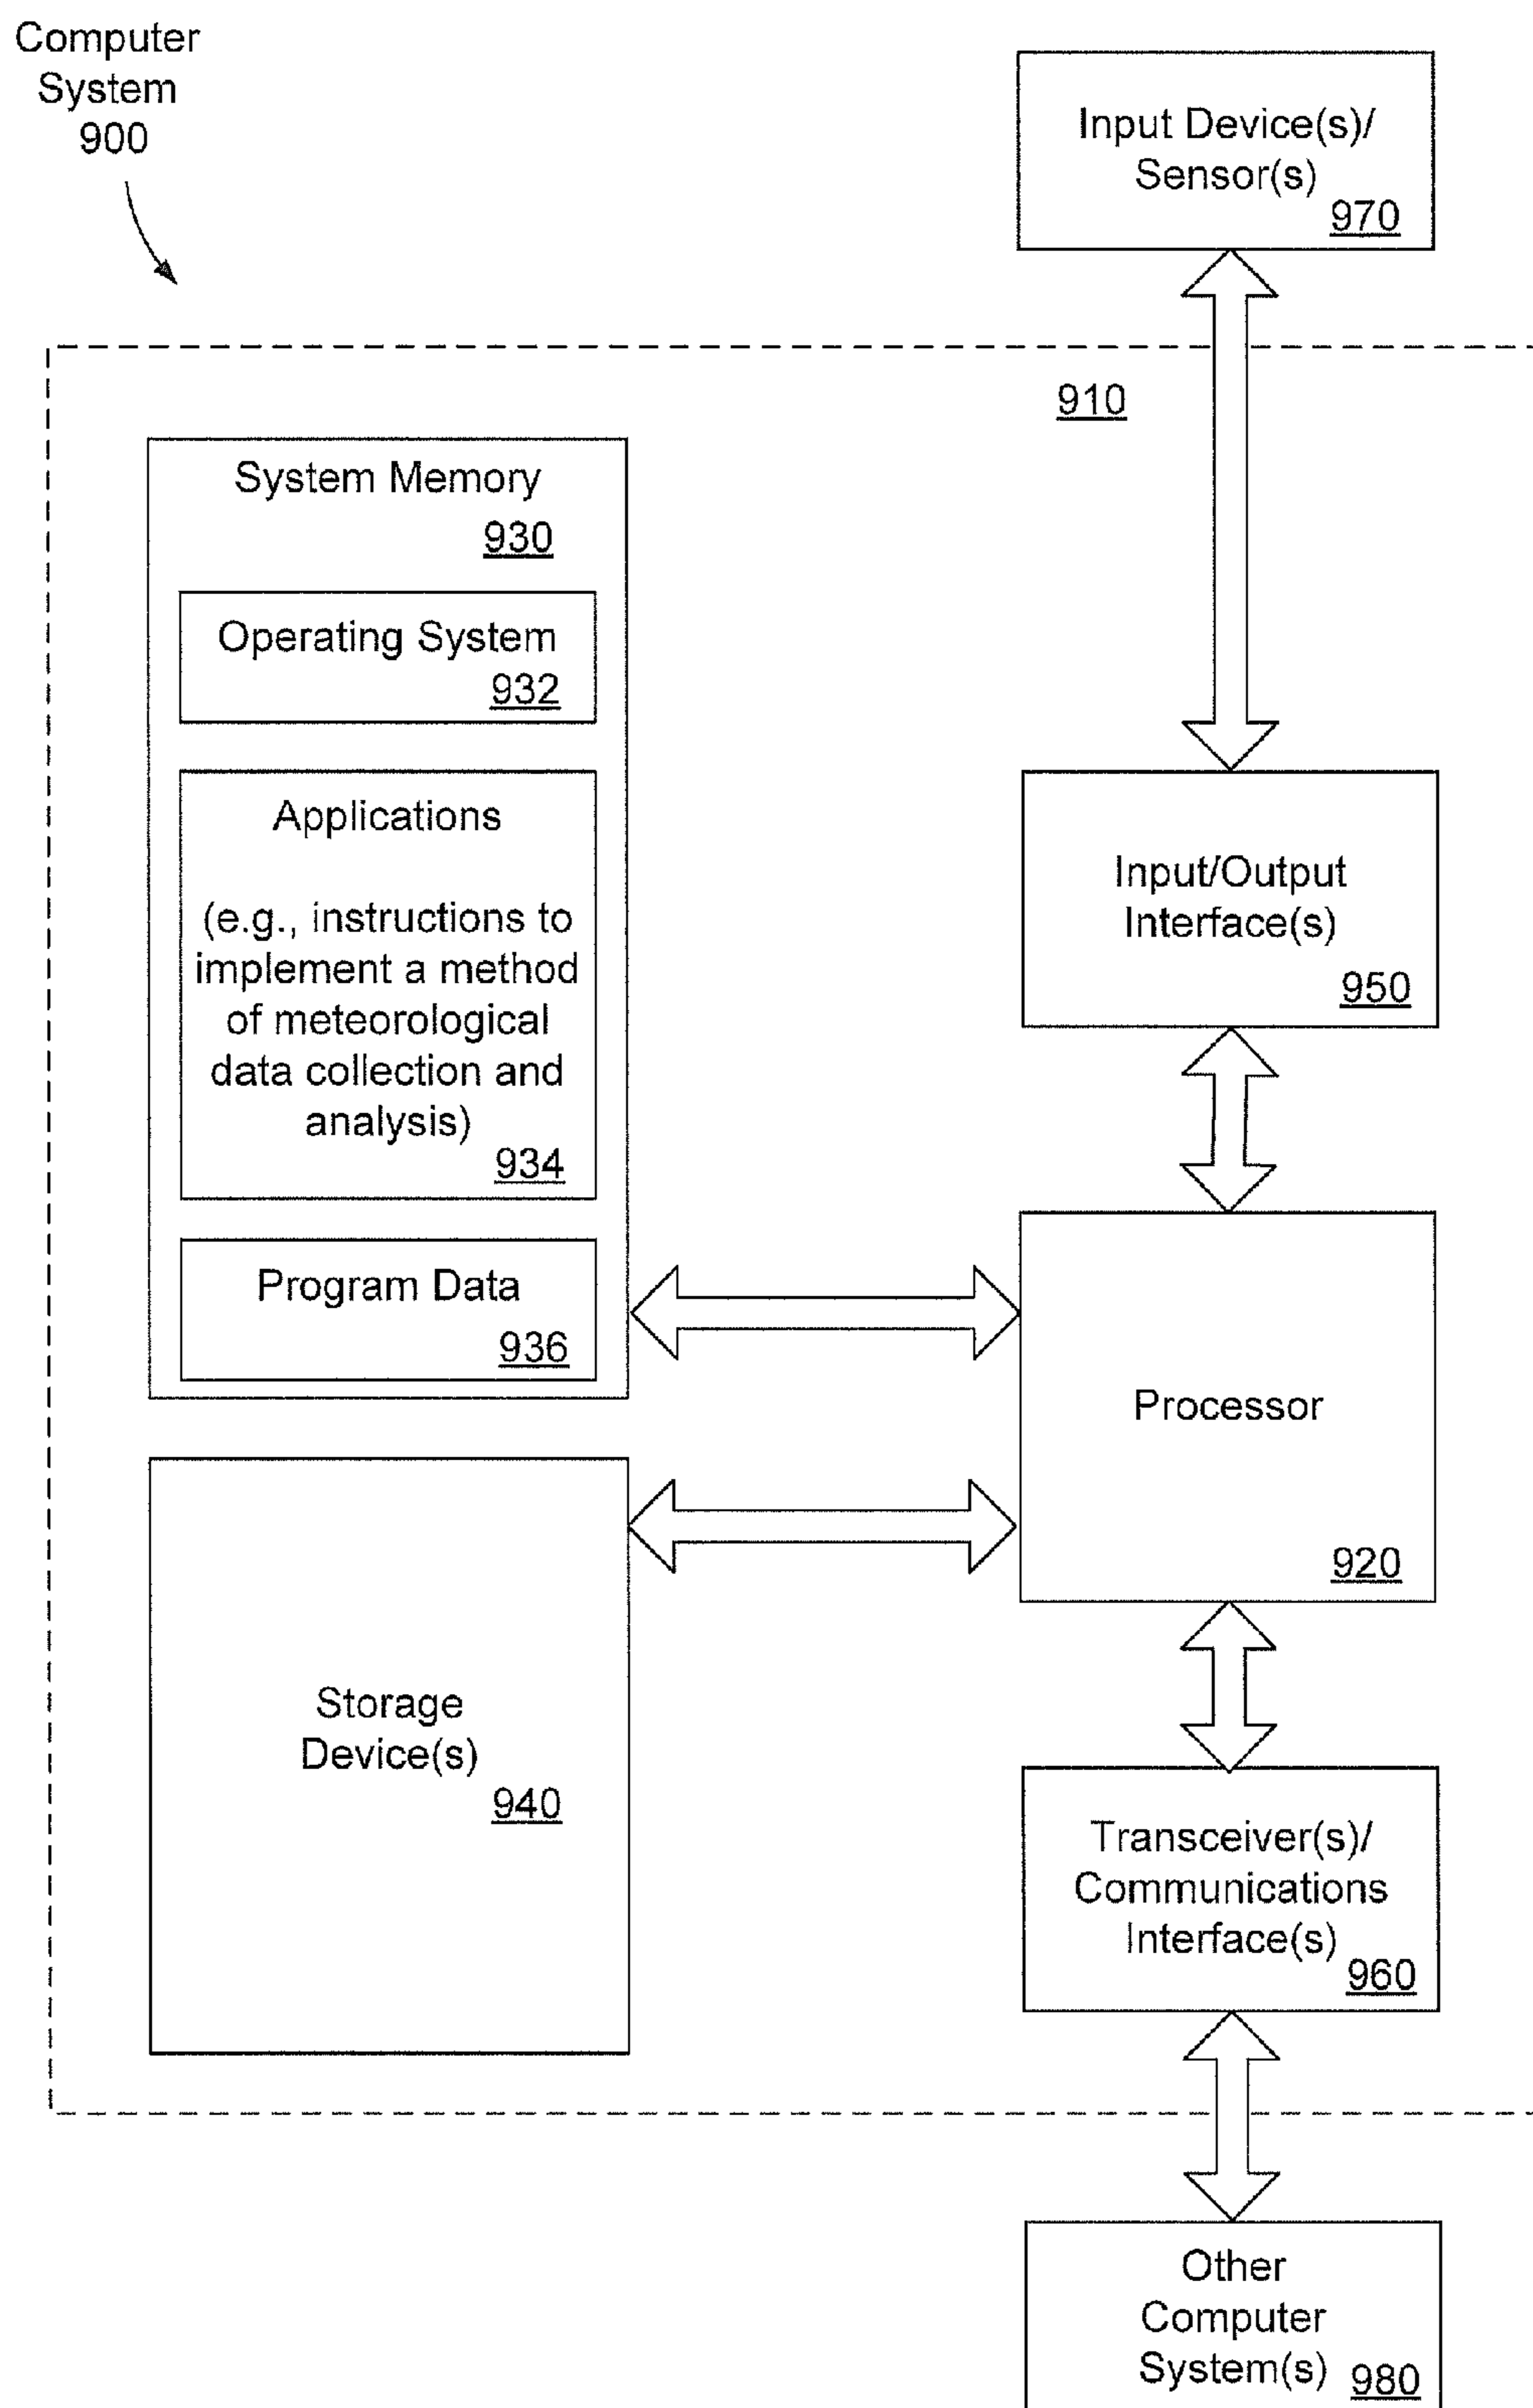 Computer
System
900
Input Device(s)/
Sensor(s)
970
910
System Memory
930
Operating System
932
Applications
(e.g., instructions to
implement a method
of meteorological
data collection and
analysis)
934
Program Data
936
Input/Output
Interface(s)
950
Processor
920
Storage
Device(s)
940
Transceiver(s)/
Communications
Interface(s)
960
Other
Computer
System(s)
980